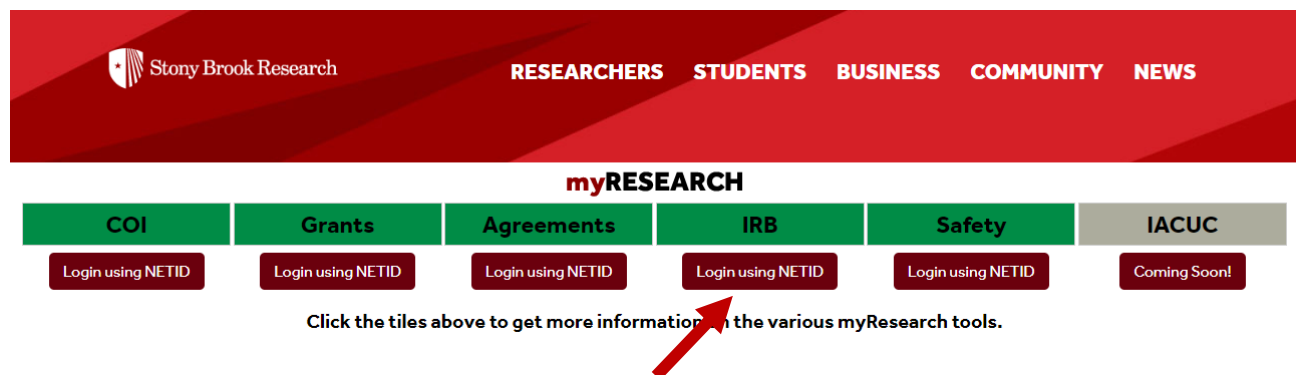 Stony Brook Research
RESEARCHERS STUDENTS BUSINESS COMMUNITY NEWS
myRESEARCH
COI Grants Agreements IRB Safety IACUC
Login using NETID Login using NETID Login using NETID Login using NETID Login using NETID Coming Soon!
Click the tiles above to get more information the various myResearch tools.